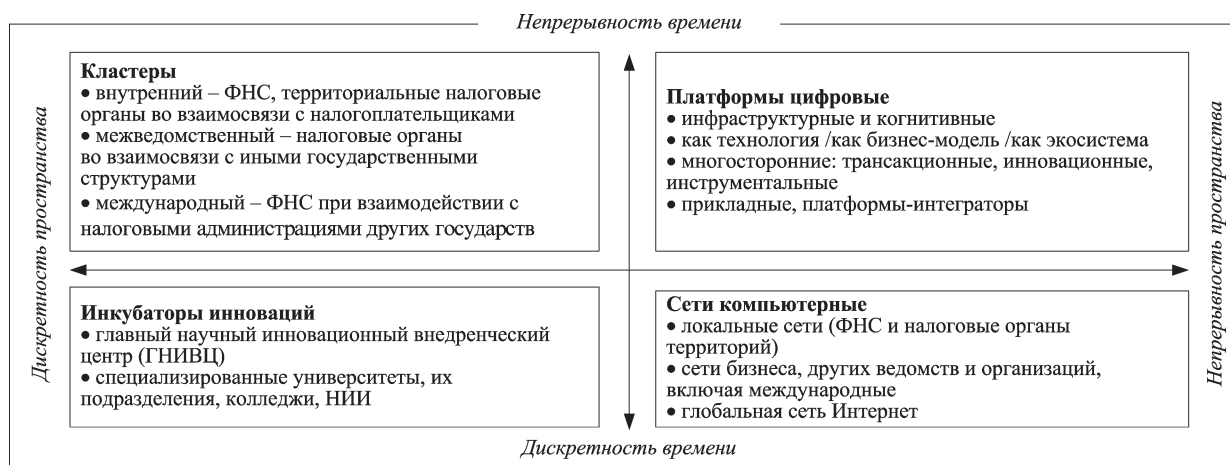 Непрерывность времени
Дискретность пространства
Кластеры
• внутренний – ФНС, территориальные налоговые
органы во взаимосвязи с налогоплательщиками
• межведомственный – налоговые органы
во взаимосвязи с иными государственными
структурами
• международный – ФНС при взаимодействии с
налоговыми администрациями других государств
Платформы цифровые
• инфраструктурные и когнитивные
• как технология /как бизнес-модель /как экосистема
• многосторонние: трансакционные, инновационные,
инструментальные
• прикладные, платформы-интеграторы
Непрерывность пространства
Инкубаторы инноваций
• главный научный инновационный внедренческий
центр (ГНИВЦ)
• специализированные университеты, их
подразделения, колледжи, НИИ
Сети компьютерные
• локальные сети (ФНС и налоговые органы
территорий)
• сети бизнеса, других ведомств и организаций,
включая международные
• глобальная сеть Интернет
Дискретность времени